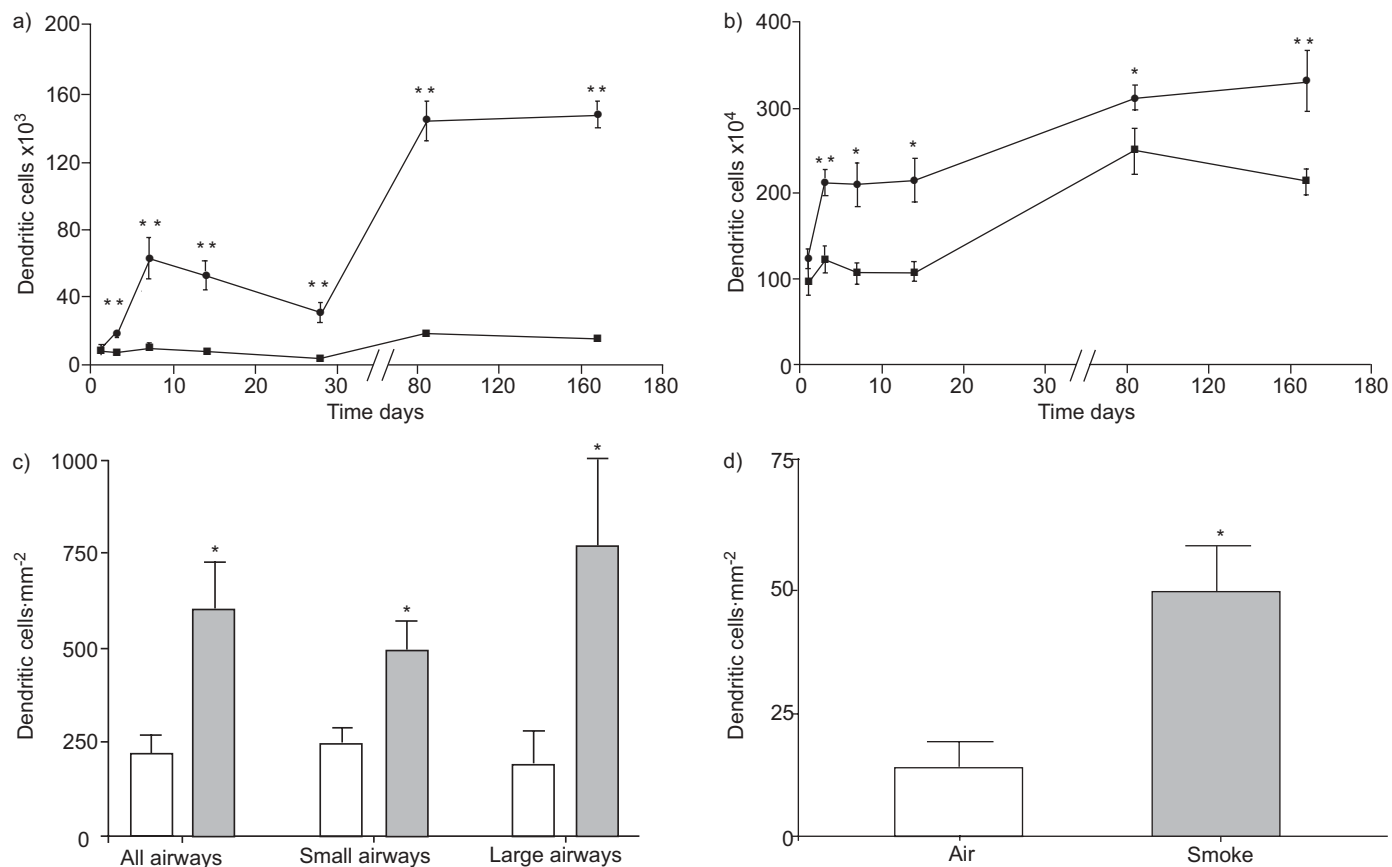 a)
Dendritic cells x10³
200
160
120
80
40
0
** ** ** ** ** **
0 10 20 30 80 120 160 180
Time days
b)
Dendritic cells x10⁴
400
300
200
100
0
** * * * **
0 10 20 30 80 120 160 180
Time days
c)
Dendritic cells·mm⁻²
1000
750
500
250
0
* * *
All airways Small airways Large airways
d)
Dendritic cells·mm⁻²
75
50
25
0
*
Air Smoke